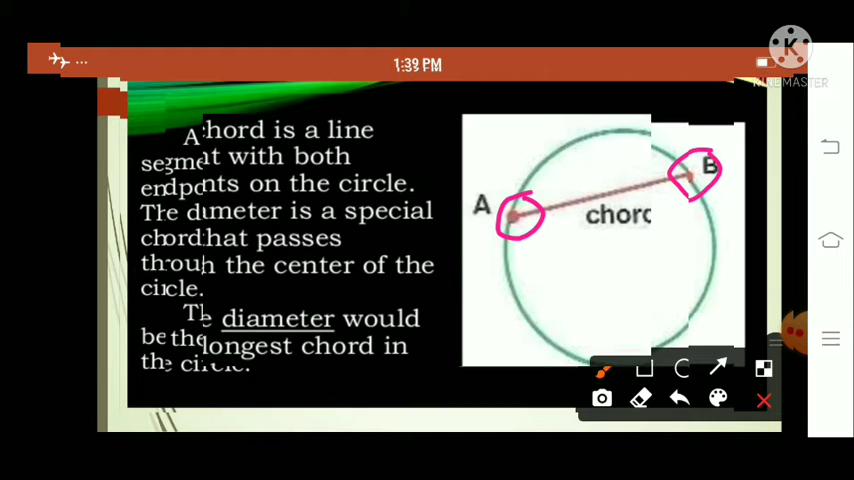 K
KINEMASTER
1:39 PM
A chord is a line
segment with both
endpoints on the circle.
The diameter is a special
chord that passes
through the center of the
circle.
The diameter would
be the longest chord in
the circle.
A
B
chord